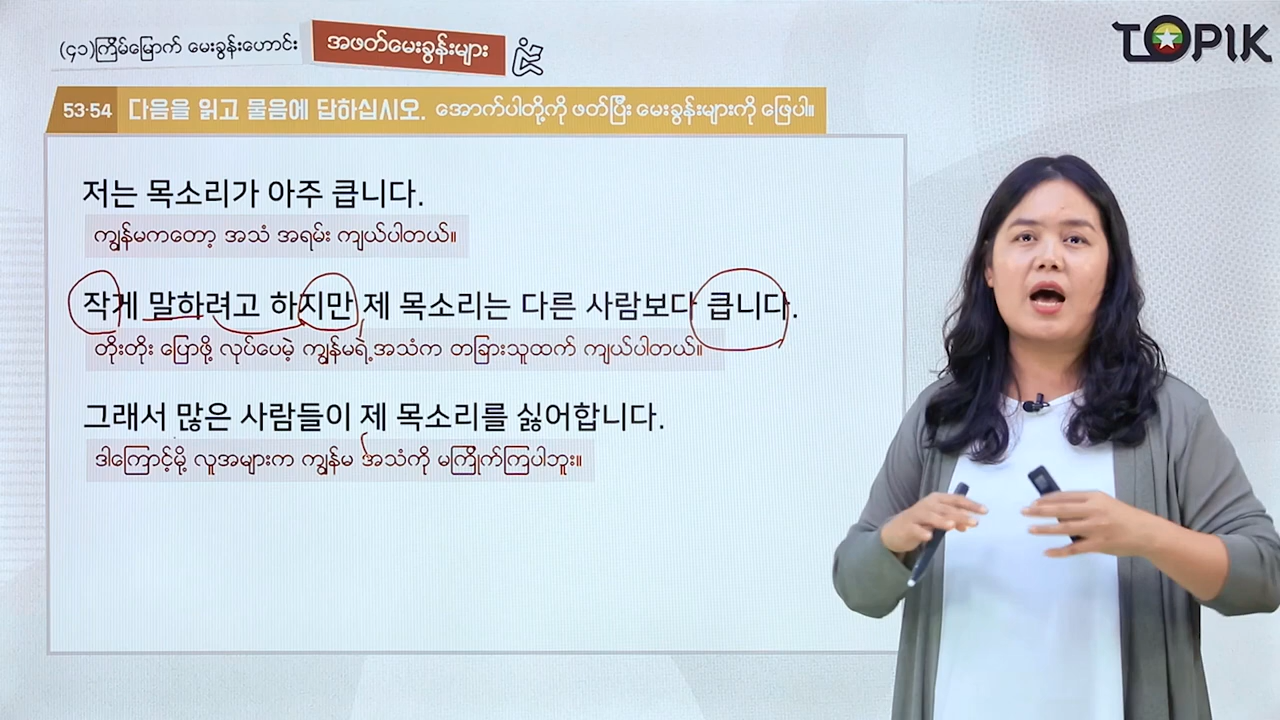 (၄၁)ကြိမ်မြောက် မေးခွန်းဟောင်း အဖတ်မေးခွန်းများ
TOPIK
53-54 다음을 읽고 물음에 답하십시오. အောက်ပါတို့ကို ဖတ်ပြီး မေးခွန်းများကို ဖြေပါ။
저는 목소리가 아주 큽니다.
ကျွန်မကတော့ အသံ အရမ်း ကျယ်ပါတယ်။
작게 말하려고 하지만 제 목소리는 다른 사람보다 큽니다.
တိုးတိုး ပြောဖို့ လုပ်ပေမဲ့ ကျွန်မရဲ့အသံက တခြားသူထက် ကျယ်ပါတယ်။
그래서 많은 사람들이 제 목소리를 싫어합니다.
ဒါကြောင့်မို့ လူအများက ကျွန်မ အသံကို မကြိုက်ကြပါဘူး။